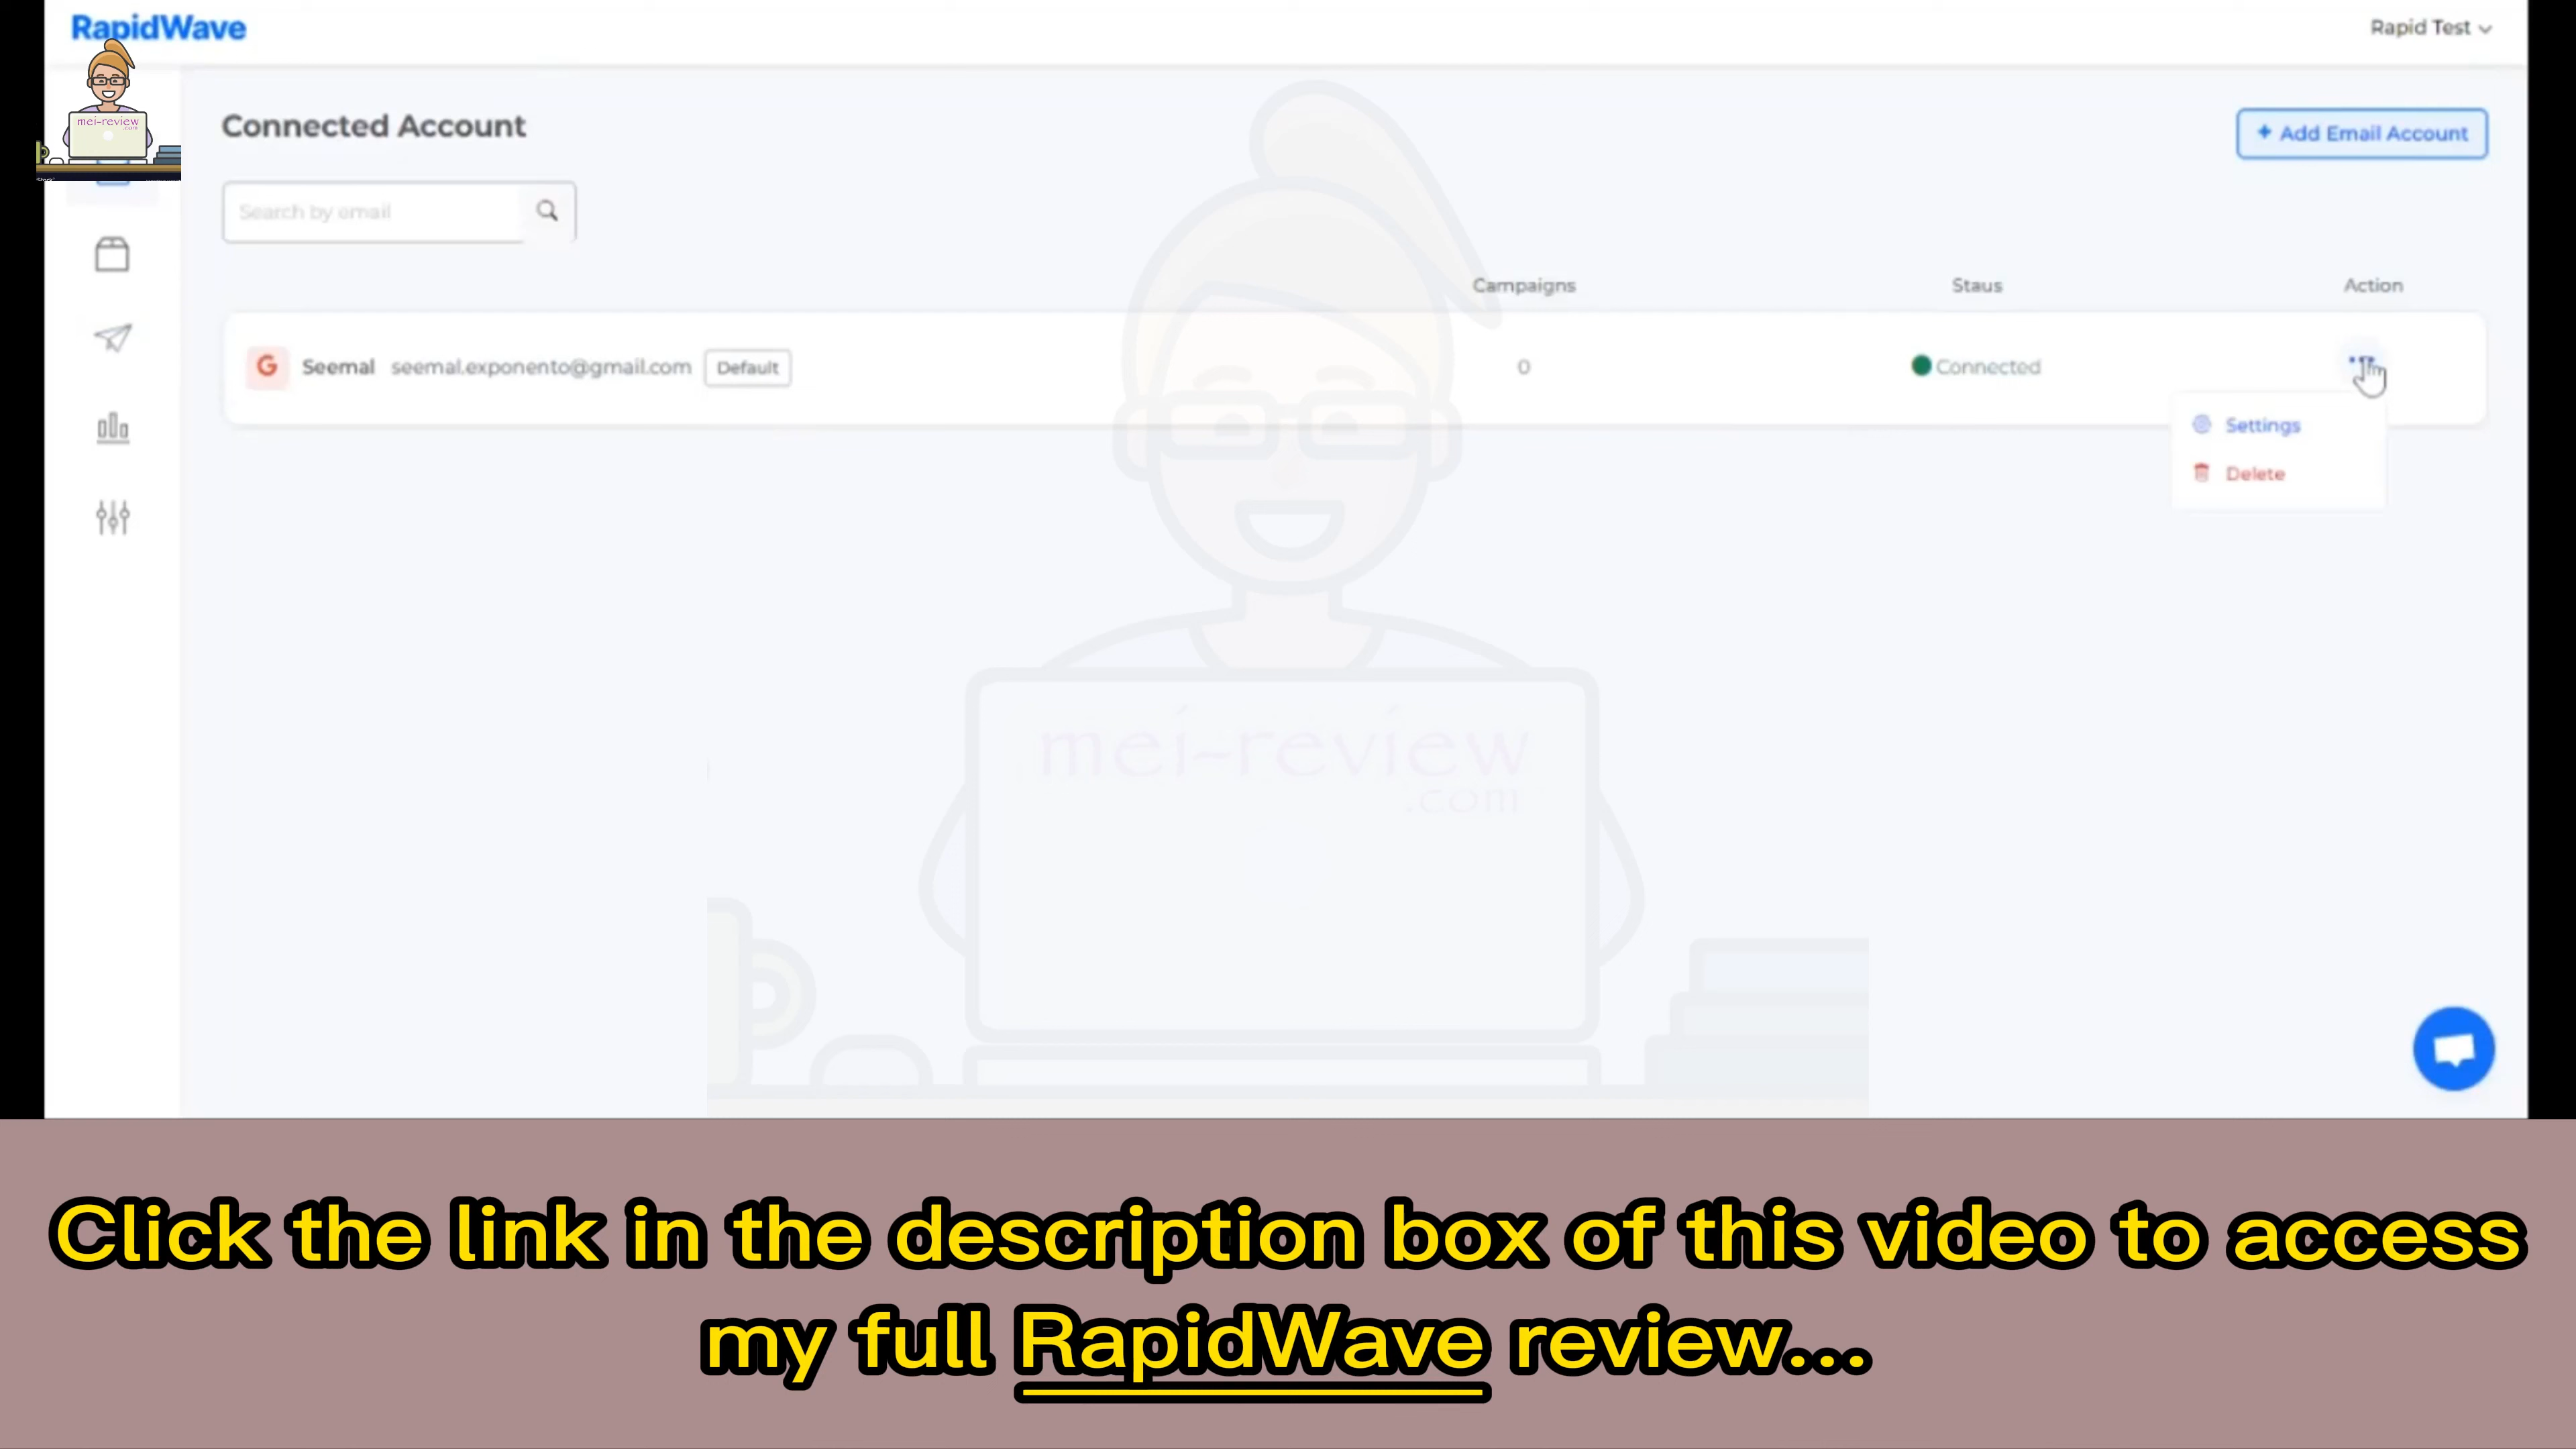 RapidWave
Rapid Test
mei-review
.com
Connected Account
+ Add Email Account
Search by email
Campaigns
Staus
Action
G Seemal seemal.exponento@gmail.com Default
0
Connected
Settings
Delete
mei-review
.com
Click the link in the description box of this video to access
my full RapidWave review...